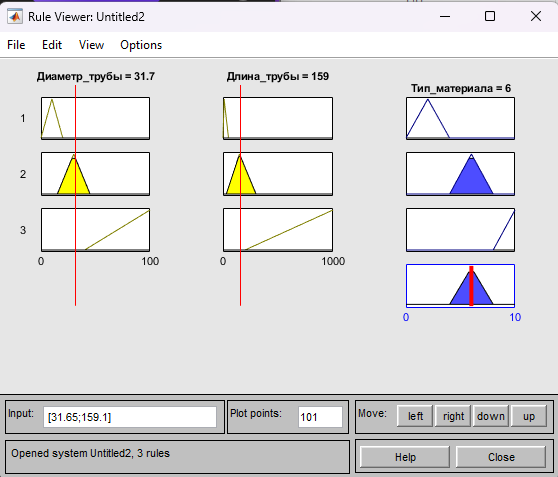 Rule Viewer: Untitled2
File Edit View Options
Диаметр_трубы = 31.7
Длина_трубы = 159
Тип_материала = 6
1
2
3
0 100
0 1000
0 10
Input: [31.65;159.1]
Plot points: 101
Move: left right down up
Opened system Untitled2, 3 rules
Help Close